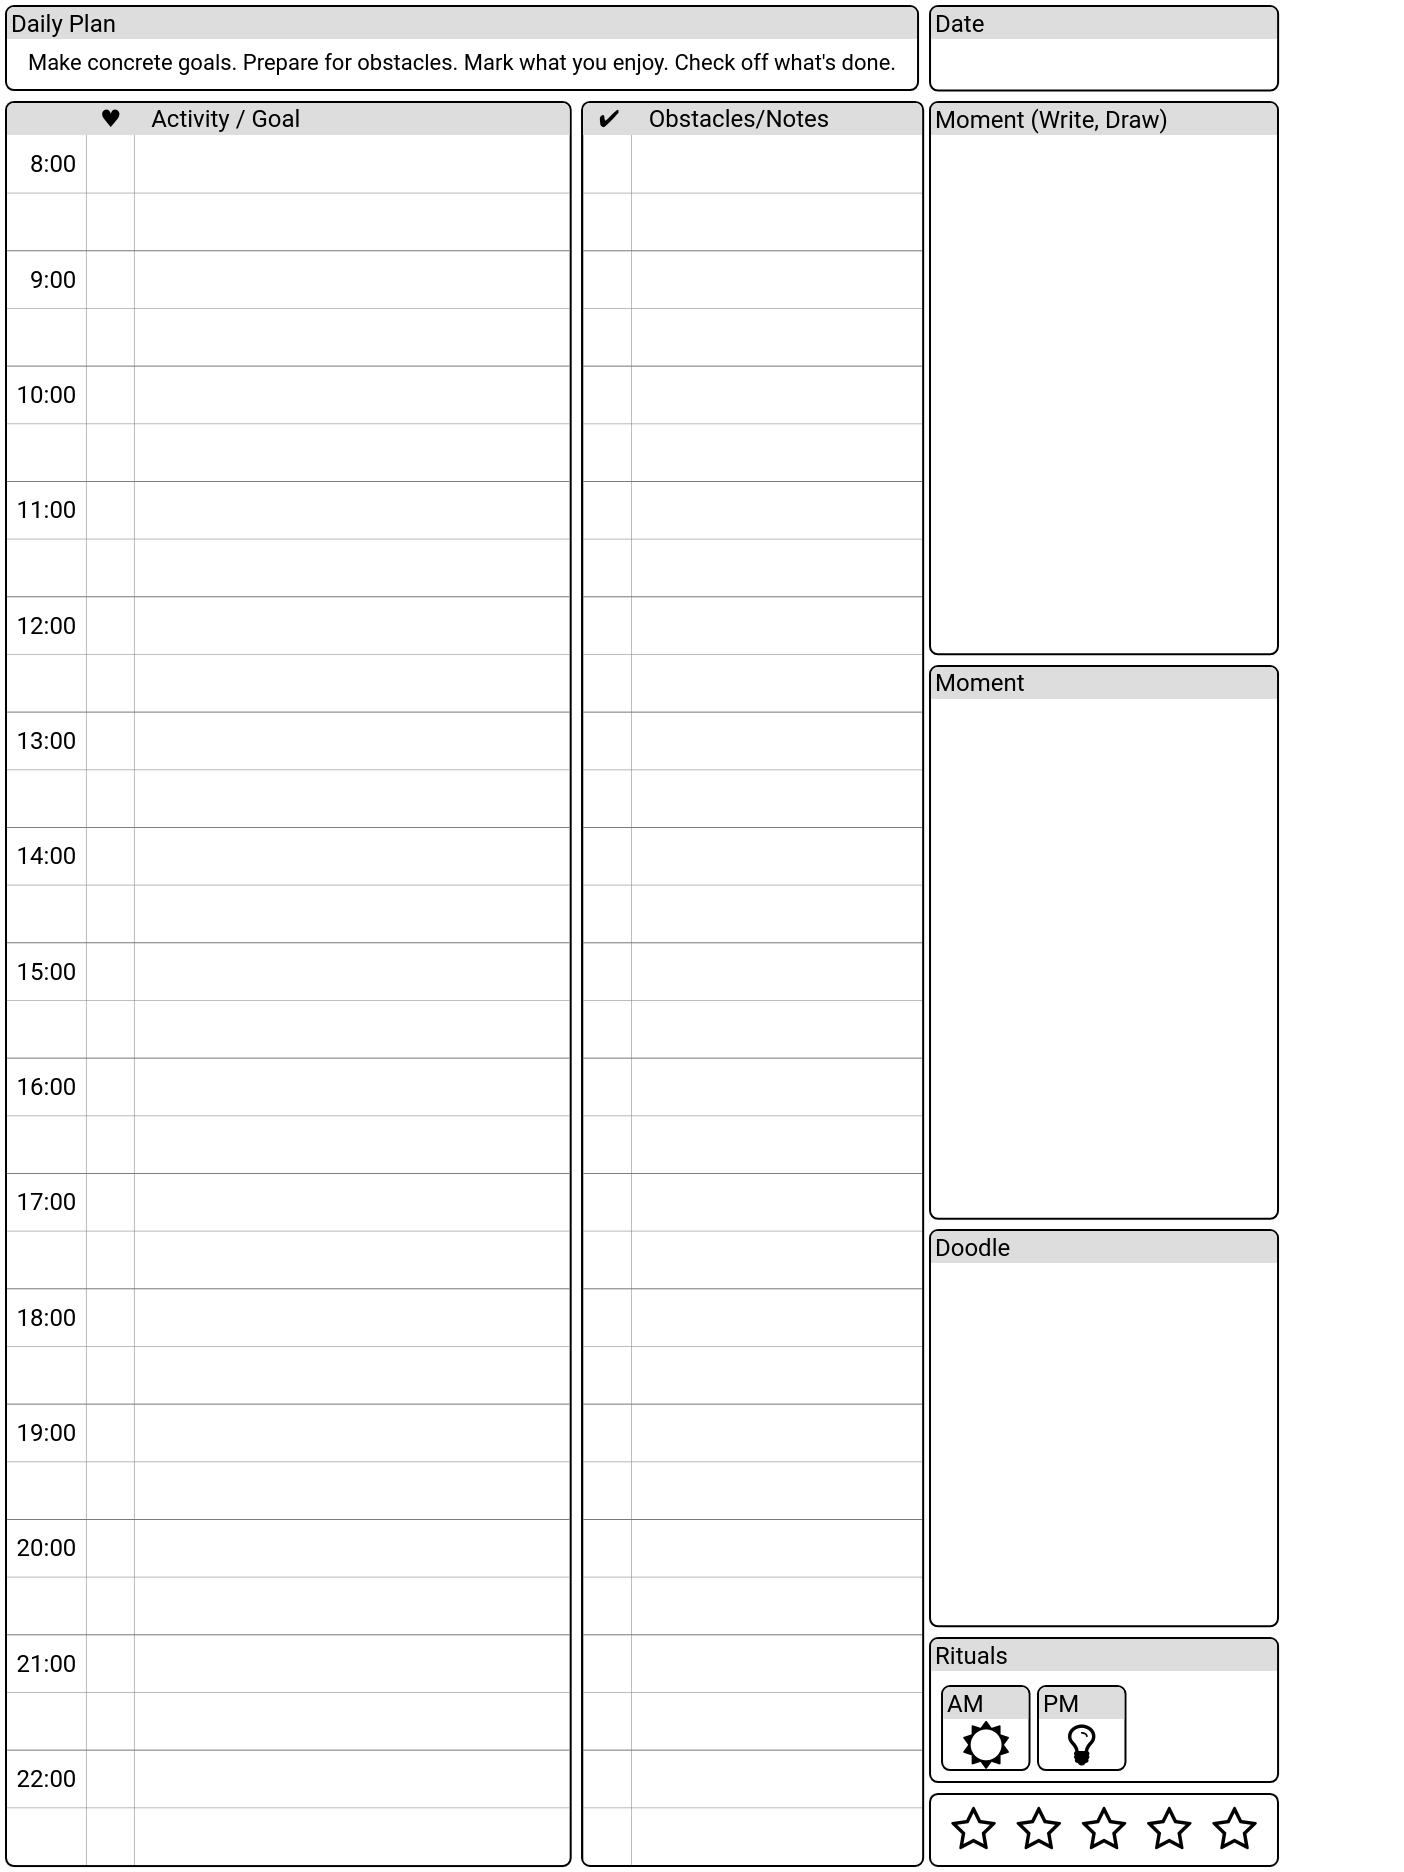 Daily Plan
Make concrete goals. Prepare for obstacles. Mark what you enjoy. Check off what's done.
Date
♥ Activity / Goal
8:00
9:00
10:00
11:00
12:00
13:00
14:00
15:00
16:00
17:00
18:00
19:00
20:00
21:00
22:00
✔ Obstacles/Notes
Moment (Write, Draw)
Moment
Doodle
Rituals
AM
PM